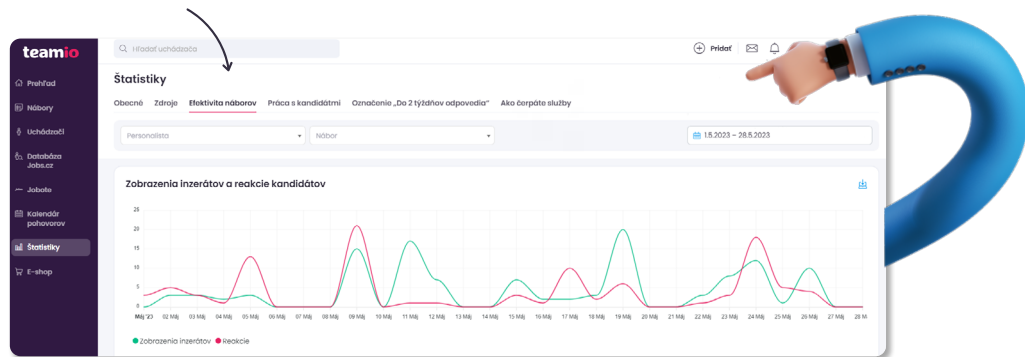 teamio
Hľadať uchádzača
Pridať
Prehľad
Nábory
Uchádzači
Databáza
Jobs.cz
Jobote
Kalendár
pohovorov
Štatistiky
E-shop
Štatistiky
Obecné Zdroje Efektivita náborov Práca s kandidátmi Označenie „Do 2 týždňov odpovedia“ Ako čerpáte služby
Personalista Nábor 1.5.2023 – 28.5.2023
Zobrazenia inzerátov a reakcie kandidátov
26
20
15
10
5
0
Máj '23 02 Máj 03 Máj 04 Máj 05 Máj 06 Máj 07 Máj 08 Máj 09 Máj 10 Máj 11 Máj 12 Máj 13 Máj 14 Máj 15 Máj 16 Máj 17 Máj 18 Máj 19 Máj 20 Máj 21 Máj 22 Máj 23 Máj 24 Máj 25 Máj 26 Máj 27 Máj 28 M
Zobrazenia inzerátov Reakcie